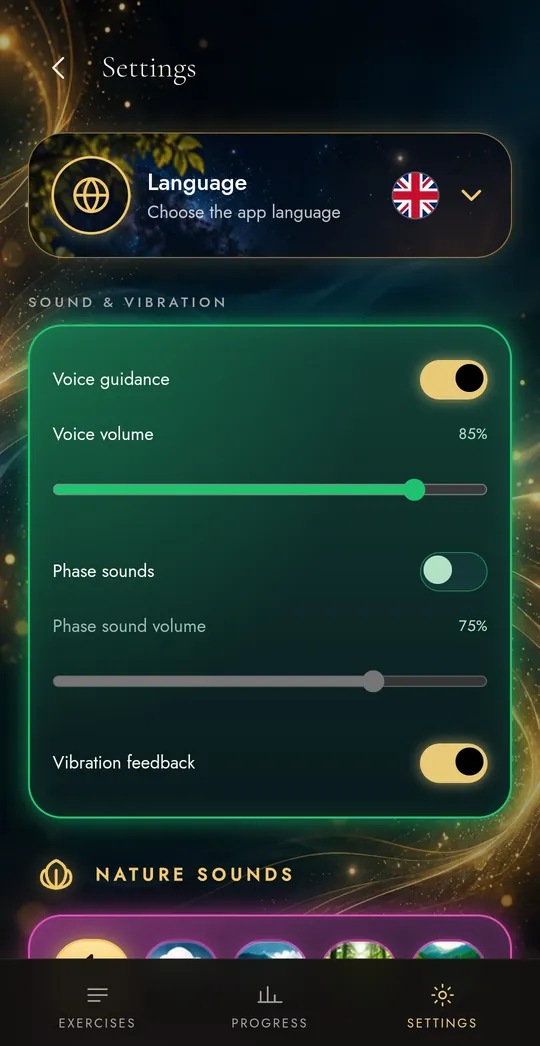 Settings
Language
Choose the app language
SOUND & VIBRATION
Voice guidance
Voice volume 85%
Phase sounds
Phase sound volume 75%
Vibration feedback
NATURE SOUNDS
EXERCISES PROGRESS SETTINGS